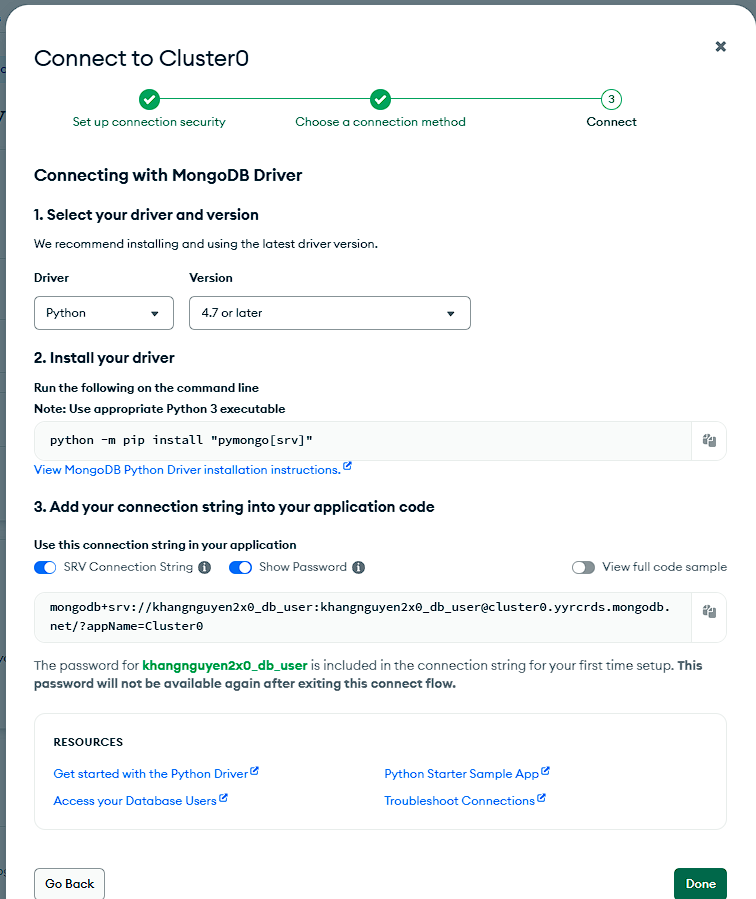 Connect to Cluster0
Set up connection security
Choose a connection method
3
Connect
Connecting with MongoDB Driver
1. Select your driver and version
We recommend installing and using the latest driver version.
Driver
Version
Python
4.7 or later
2. Install your driver
Run the following on the command line
Note: Use appropriate Python 3 executable
python -m pip install "pymongo[srv]"
View MongoDB Python Driver installation instructions.
3. Add your connection string into your application code
Use this connection string in your application
SRV Connection String
Show Password
View full code sample
mongodb+srv://khangnguyen2x0_db_user:khangnguyen2x0_db_user@cluster0.yyrcrds.mongodb.
net/?appName=Cluster0
The password for khangnguyen2x0_db_user is included in the connection string for your first time setup. This
password will not be available again after exiting this connect flow.
RESOURCES
Get started with the Python Driver
Python Starter Sample App
Access your Database Users
Troubleshoot Connections
Go Back
Done